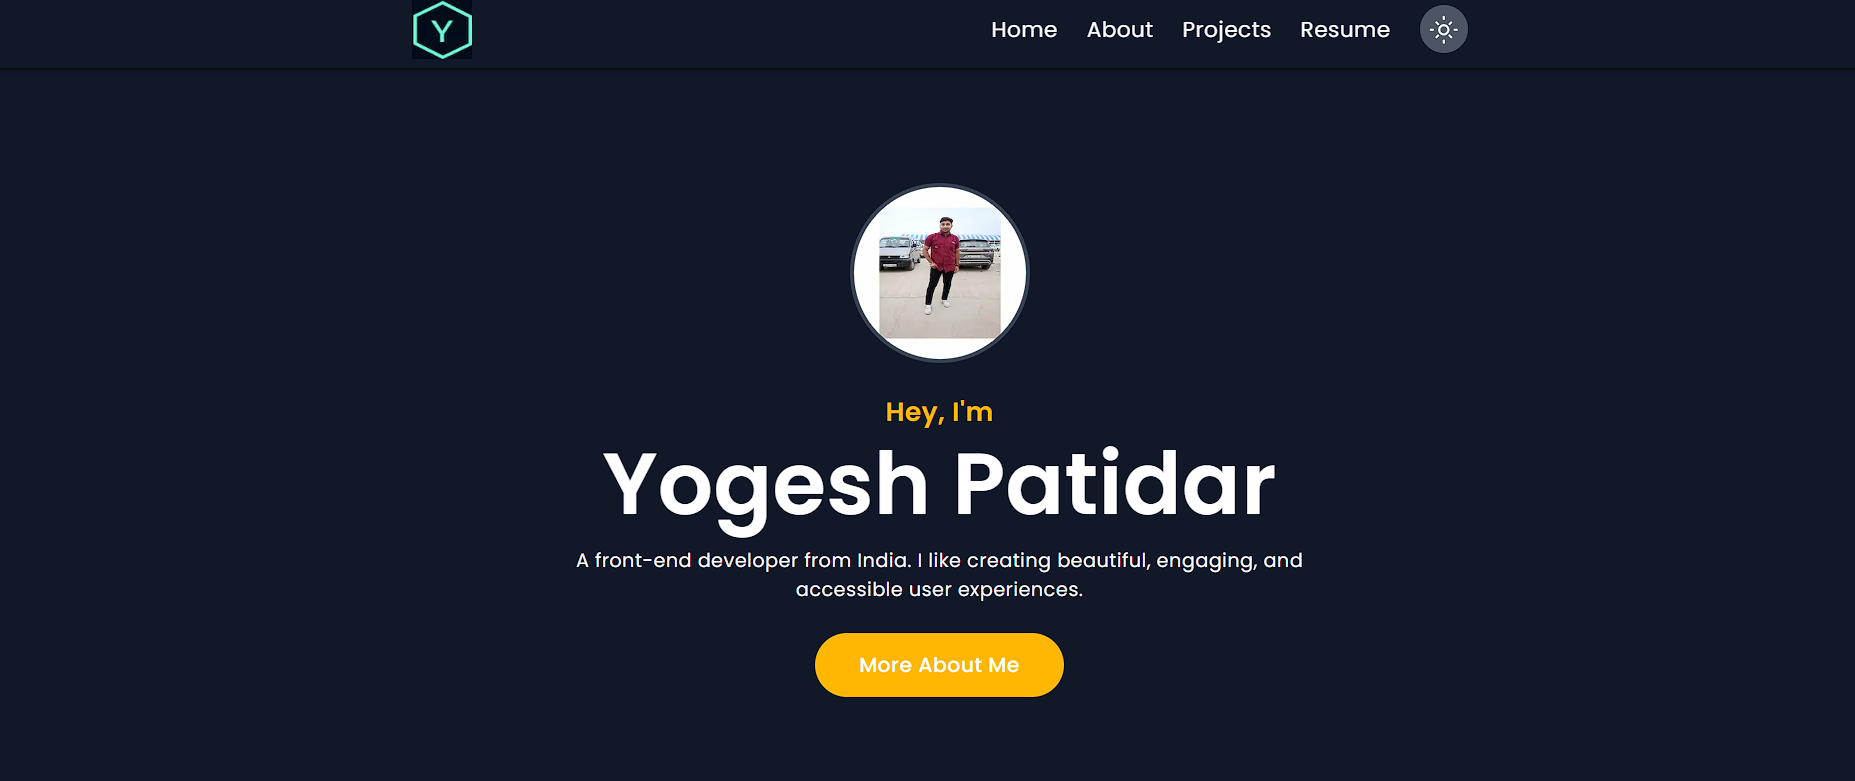 Y
Home About Projects Resume
Hey, I'm
Yogesh Patidar
A front-end developer from India. I like creating beautiful, engaging, and
accessible user experiences.
More About Me